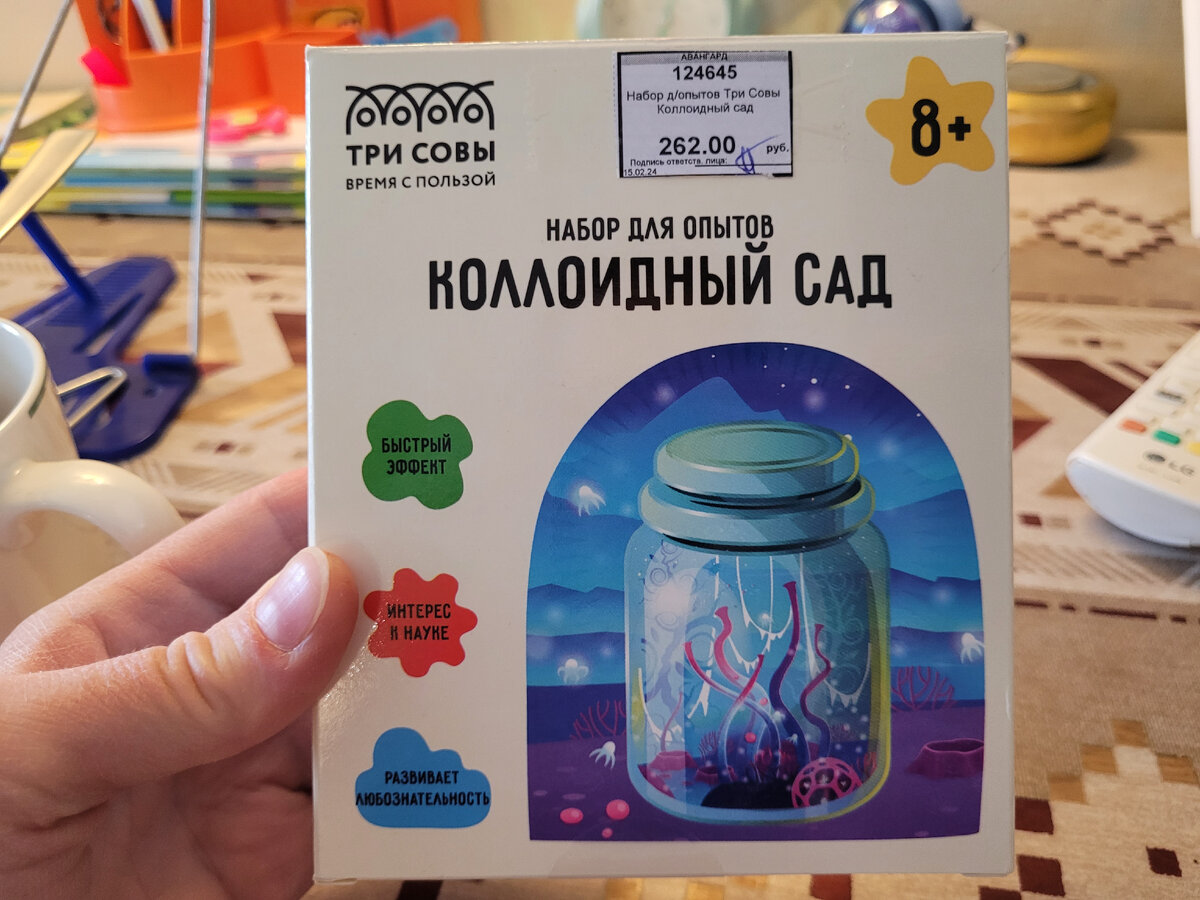 ТРИ СОВЫ
ВРЕМЯ С ПОЛЬЗОЙ
АВАНГАРД
124645
Набор д/опытов Три Совы
Коллоидный сад
262.00 руб.
Подпись ответств. лица:
15.02.24
8+
НАБОР ДЛЯ ОПЫТОВ
КОЛЛОИДНЫЙ САД
БЫСТРЫЙ
ЭФФЕКТ
ИНТЕРЕС
К НАУКЕ
РАЗВИВАЕТ
ЛЮБОЗНАТЕЛЬНОСТЬ
LG